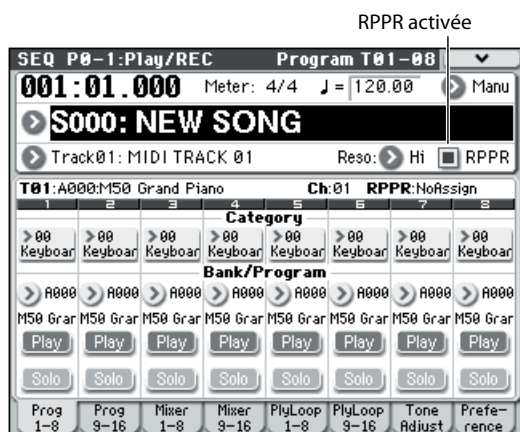 RPPR activée
SEQ P0-1:Play/REC Program T01-08
001:01.000 Meter: 4/4 ♩= 120.00 Manu
S000: NEW SONG
Track01: MIDI TRACK 01 Reso: Hi RPPR
T01:A000:M50 Grand Piano Ch:01 RPPR:NoAssign
1 2 3 4 5 6 7 8
Category
00 00 00 00 00 00 00 00
Keyboar Keyboar Keyboar Keyboar Keyboar Keyboar Keyboar Keyboar
Bank/Program
A000 A000 A000 A000 A000 A000 A000 A000
M50 Grar M50 Grar M50 Grar M50 Grar M50 Grar M50 Grar M50 Grar M50 Grar
Play Play Play Play Play Play Play Play
Solo Solo Solo Solo Solo Solo Solo Solo
Prog Prog Mixer Mixer PlyLoop PlyLoop Tone Prefe-
1-8 9-16 1-8 9-16 1-8 9-16 Adjust rence